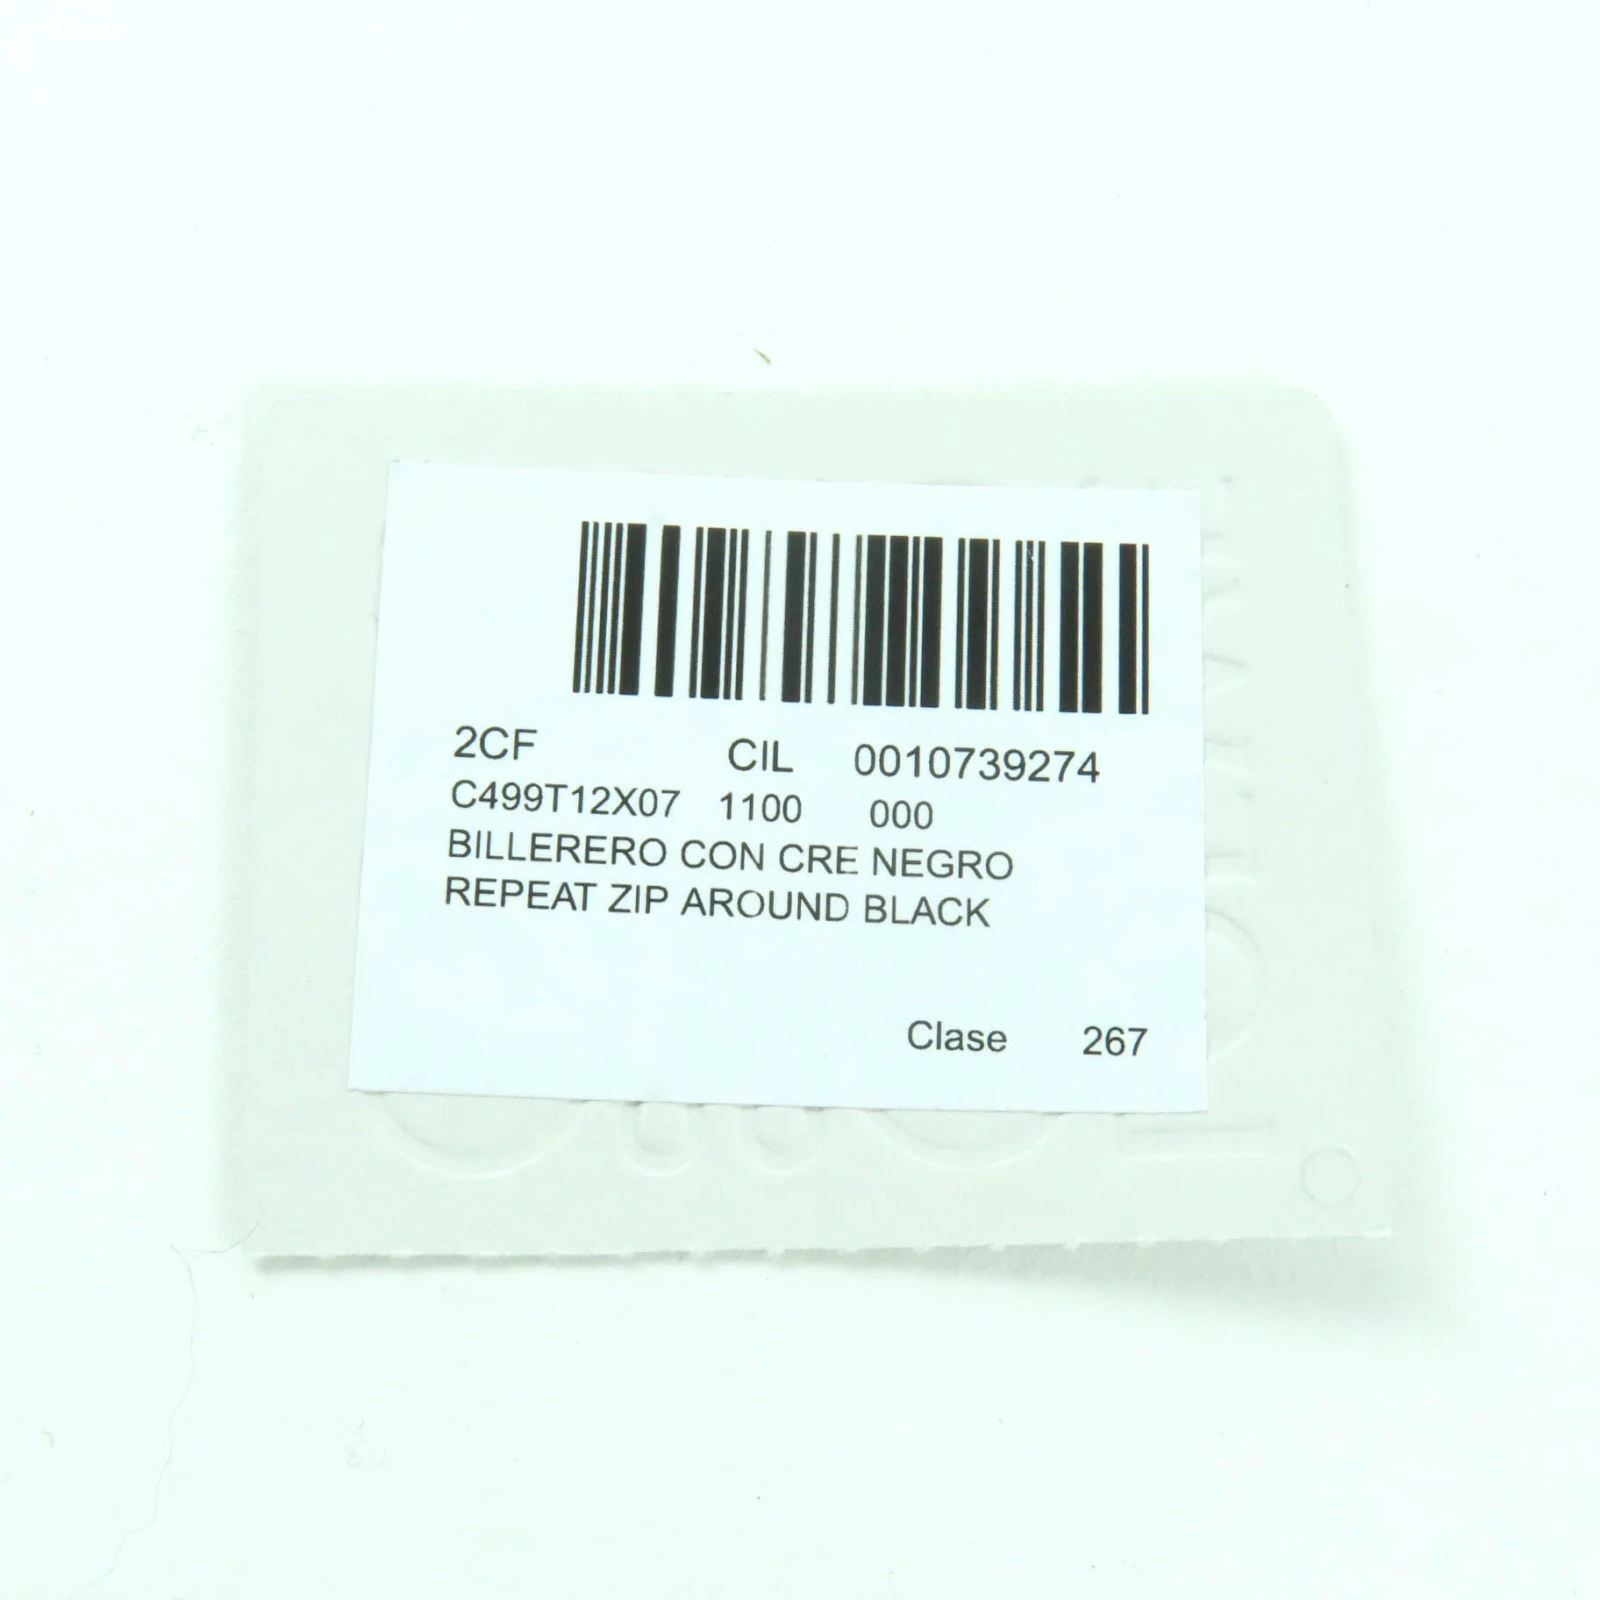 2CF CIL 0010739274
C499T12X07 1100 000
BILLERERO CON CRE NEGRO
REPEAT ZIP AROUND BLACK
Clase 267